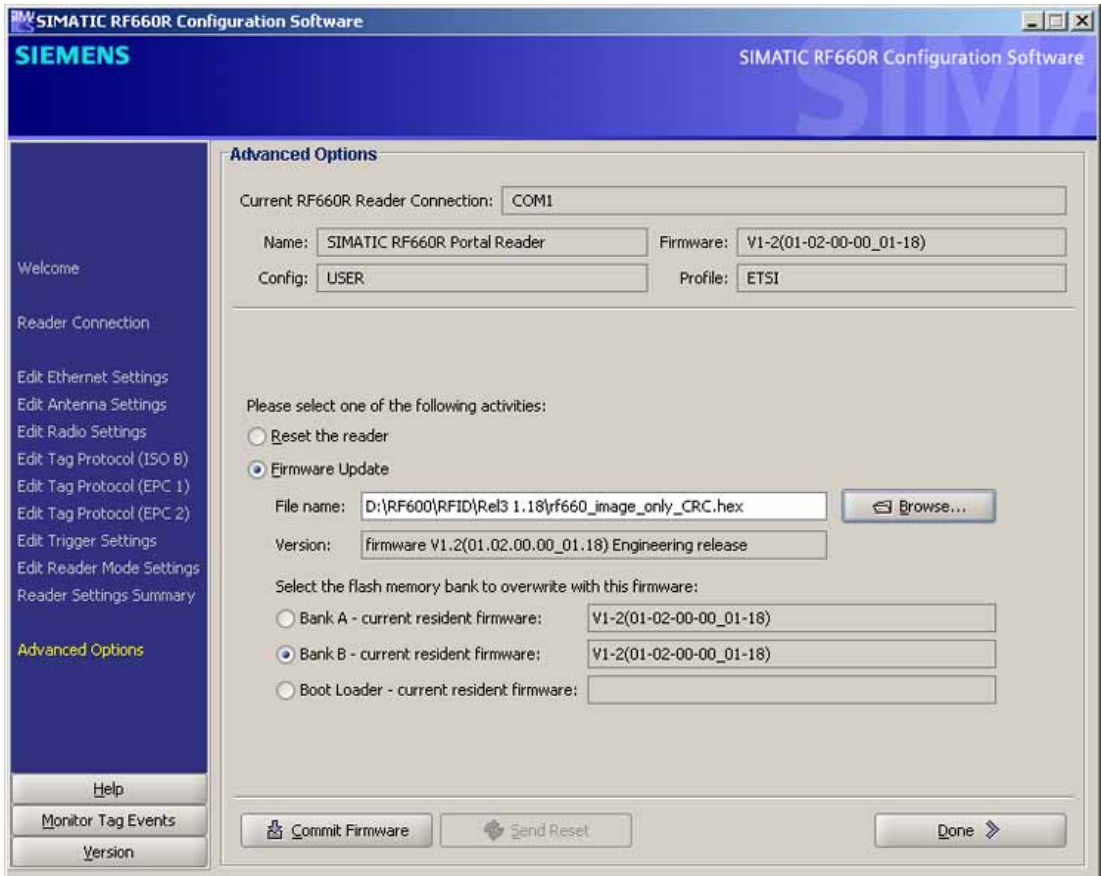 SIMATIC RF660R Configuration Software
SIEMENS
SIMATIC RF660R Configuration Software
SIMA
Welcome
Reader Connection
Edit Ethernet Settings
Edit Antenna Settings
Edit Radio Settings
Edit Tag Protocol (ISO B)
Edit Tag Protocol (EPC 1)
Edit Tag Protocol (EPC 2)
Edit Trigger Settings
Edit Reader Mode Settings
Reader Settings Summary
Advanced Options
Help
Monitor Tag Events
Version
Advanced Options
Current RF660R Reader Connection: COM1
Name: SIMATIC RF660R Portal Reader Firmware: V1-2(01-02-00-00_01-18)
Config: USER Profile: ETSI
Please select one of the following activities:
Reset the reader
Firmware Update
File name: D:\RF600\RFID\Rel3 1.18\rf660_image_only_CRC.hex Browse...
Version: firmware V1.2(01.02.00.00_01.18) Engineering release
Select the flash memory bank to overwrite with this firmware:
Bank A - current resident firmware: V1-2(01-02-00-00_01-18)
Bank B - current resident firmware: V1-2(01-02-00-00_01-18)
Boot Loader - current resident firmware:
Commit Firmware Send Reset Done